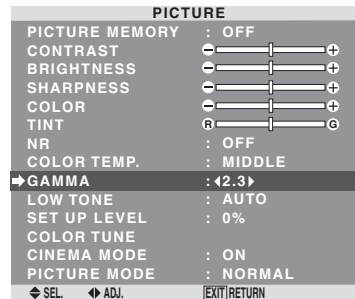 PICTURE
PICTURE MEMORY : OFF
CONTRAST
BRIGHTNESS
SHARPNESS
COLOR
TINT R G
NR : OFF
COLOR TEMP. : MIDDLE
GAMMA : 2.3
LOW TONE : AUTO
SET UP LEVEL : 0%
COLOR TUNE
CINEMA MODE : ON
PICTURE MODE : NORMAL
SEL. ADJ. EXIT RETURN